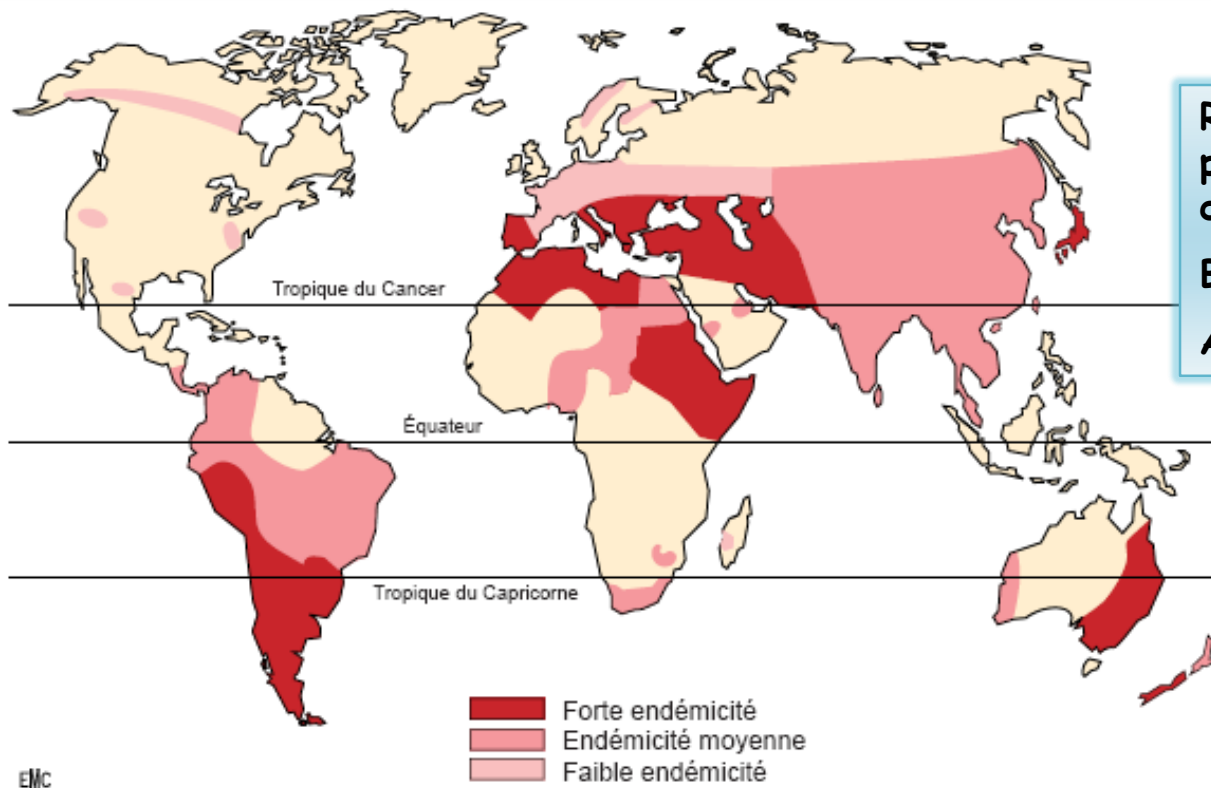 Tropique du Cancer
Équateur
Tropique du Capricorne
Forte endémicité
Endémicité moyenne
Faible endémicité
EMC